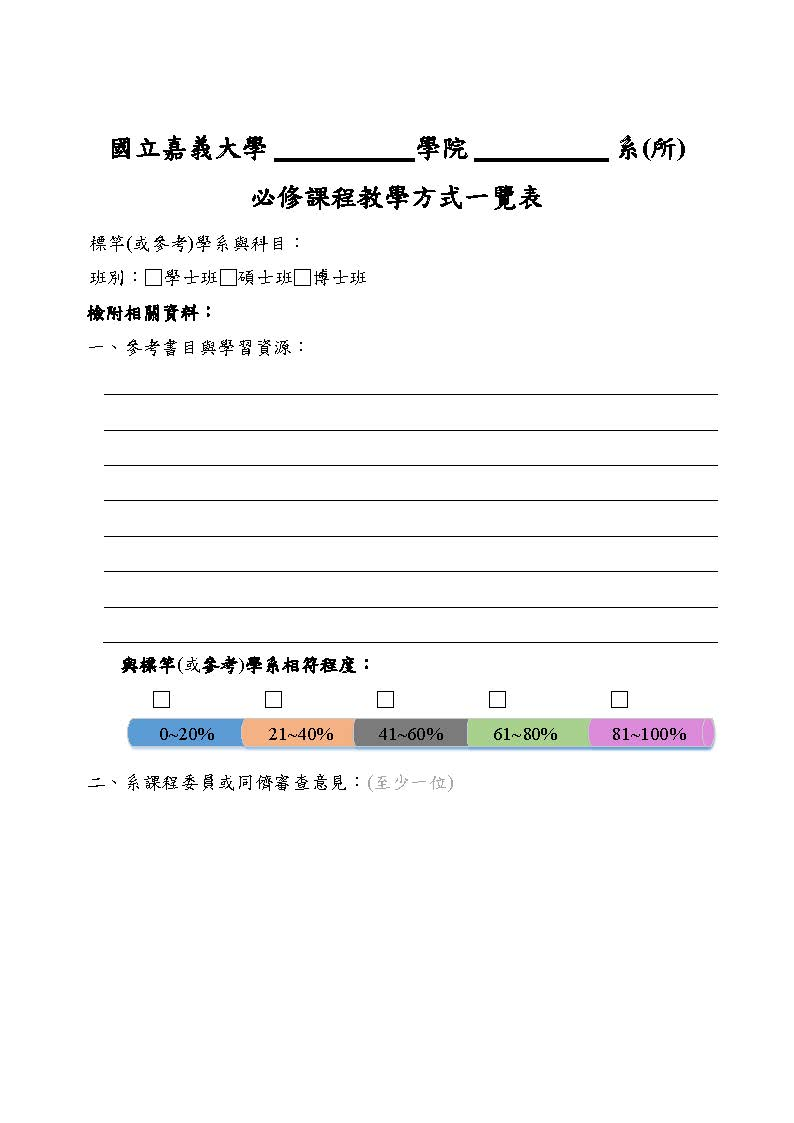 國立嘉義大學 __________學院 __________ 系(所)
必修課程教學方式一覽表
標竿(或參考)學系與科目：
班別：□學士班□碩士班□博士班
檢附相關資料：
一、參考書目與學習資源：
與標竿(或參考)學系相符程度：
□ □ □ □ □
0~20% 21~40% 41~60% 61~80% 81~100%
二、系課程委員或同儕審查意見：(至少一位)